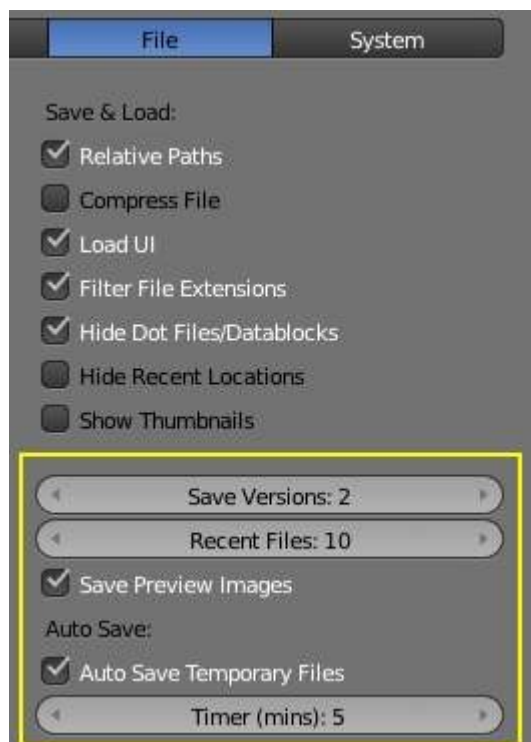 File
System
Save & Load:
Relative Paths
Compress File
Load UI
Filter File Extensions
Hide Dot Files/Datablocks
Hide Recent Locations
Show Thumbnails
Save Versions: 2
Recent Files: 10
Save Preview Images
Auto Save:
Auto Save Temporary Files
Timer (mins): 5